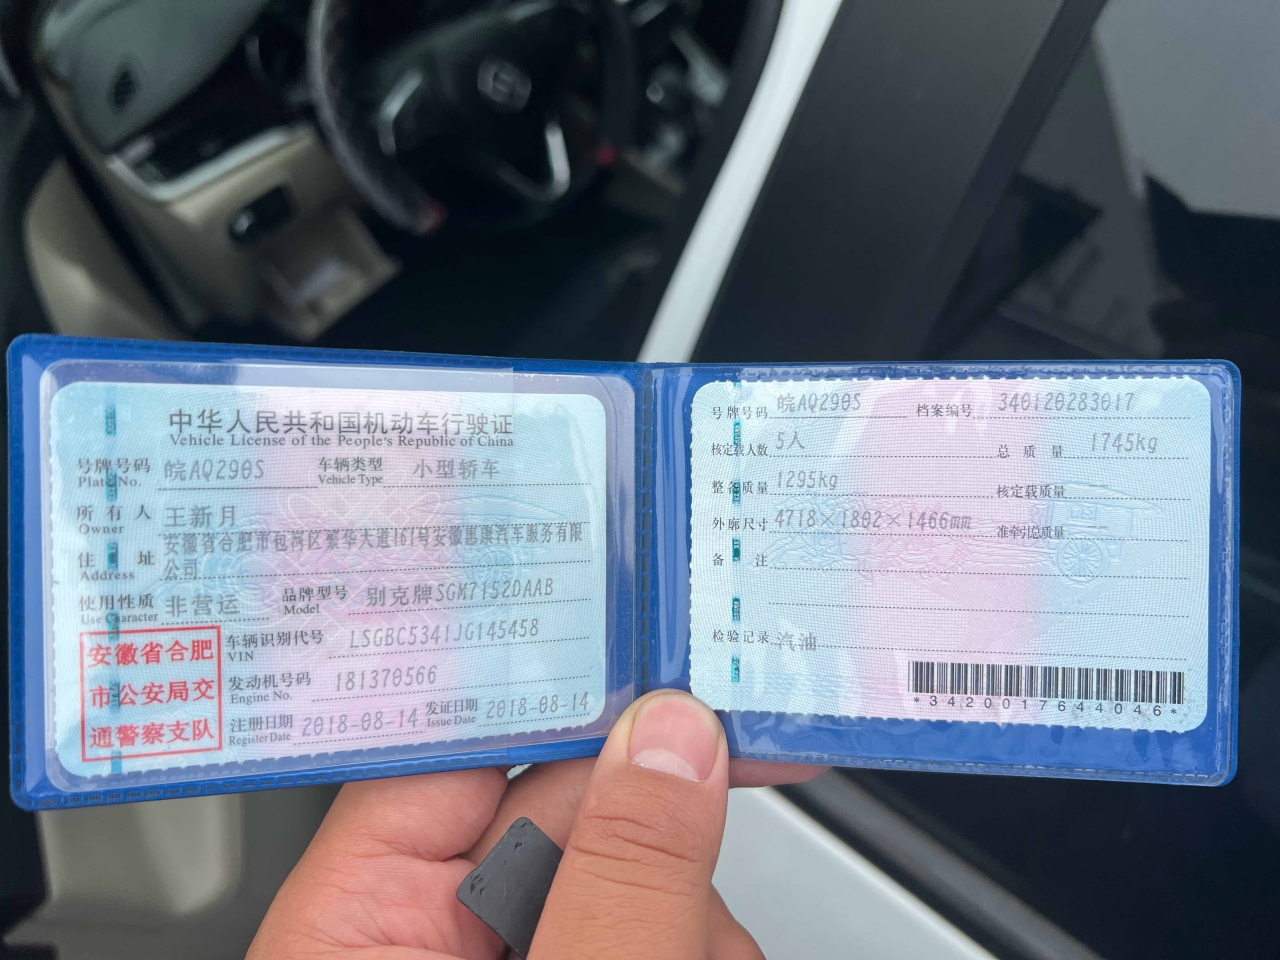 中华人民共和国机动车行驶证
Vehicle License of the People's Republic of China
号牌号码 皖AQ290S 车辆类型 小型轿车
Plate No. Vehicle Type
所有人 王新月
Owner
住址 安徽省合肥市包河区繁华大道161号安徽惠康汽车服务有限
Address 公司
使用性质 非营运 品牌型号 别克牌SGM7152DAAB
Use Character Model
车辆识别代号 LSGBC5341JG145458
VIN
发动机号码 181370566
Engine No.
注册日期 2018-08-14 发证日期 2018-08-14
Register Date Issue Date
安徽省合肥
市公安局交
通警察支队
号牌号码 皖AQ290S 档案编号 340120283017
核定载人数 5人 总质量 1745kg
整备质量 1295kg 核定载质量 --
外廓尺寸 4718×1802×1466mm 准牵引总质量 --
备注
检验记录 汽油
*3420017644046*